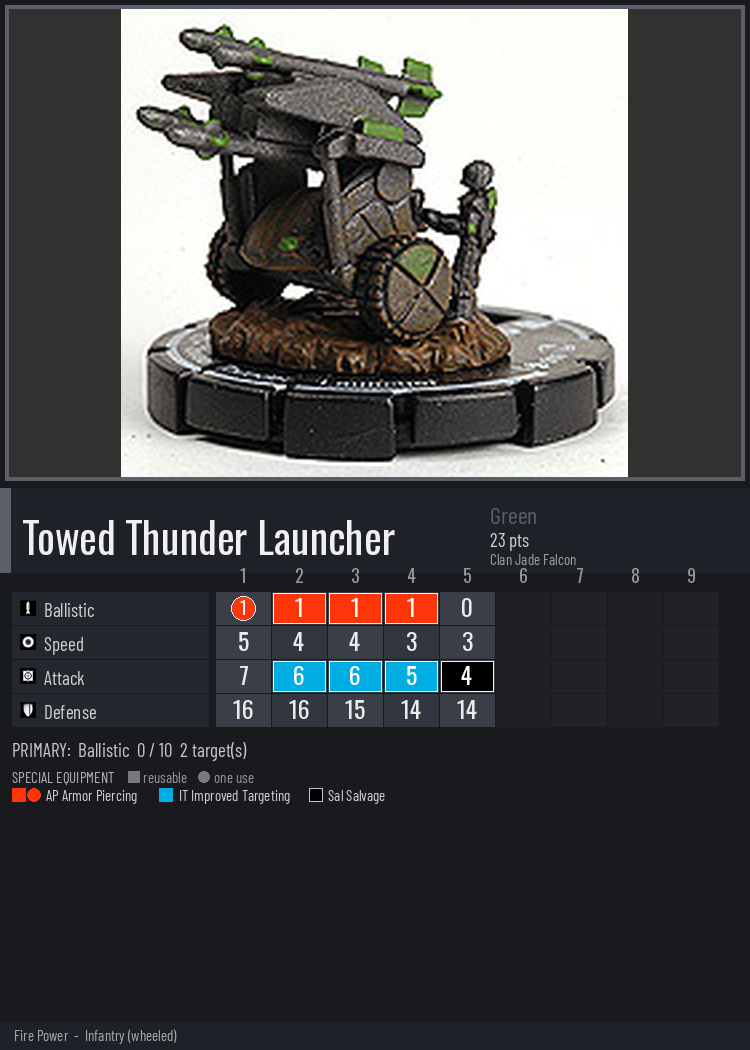 Towed Thunder Launcher
Green
23 pts
Clan Jade Falcon
1 2 3 4 5 6 7 8 9
Ballistic 1 1 1 1 0
Speed 5 4 4 3 3
Attack 7 6 6 5 4
Defense 16 16 15 14 14
PRIMARY: Ballistic 0 / 10 2 target(s)
SPECIAL EQUIPMENT reusable one use
AP Armor Piercing IT Improved Targeting Sal Salvage
Fire Power - Infantry (wheeled)